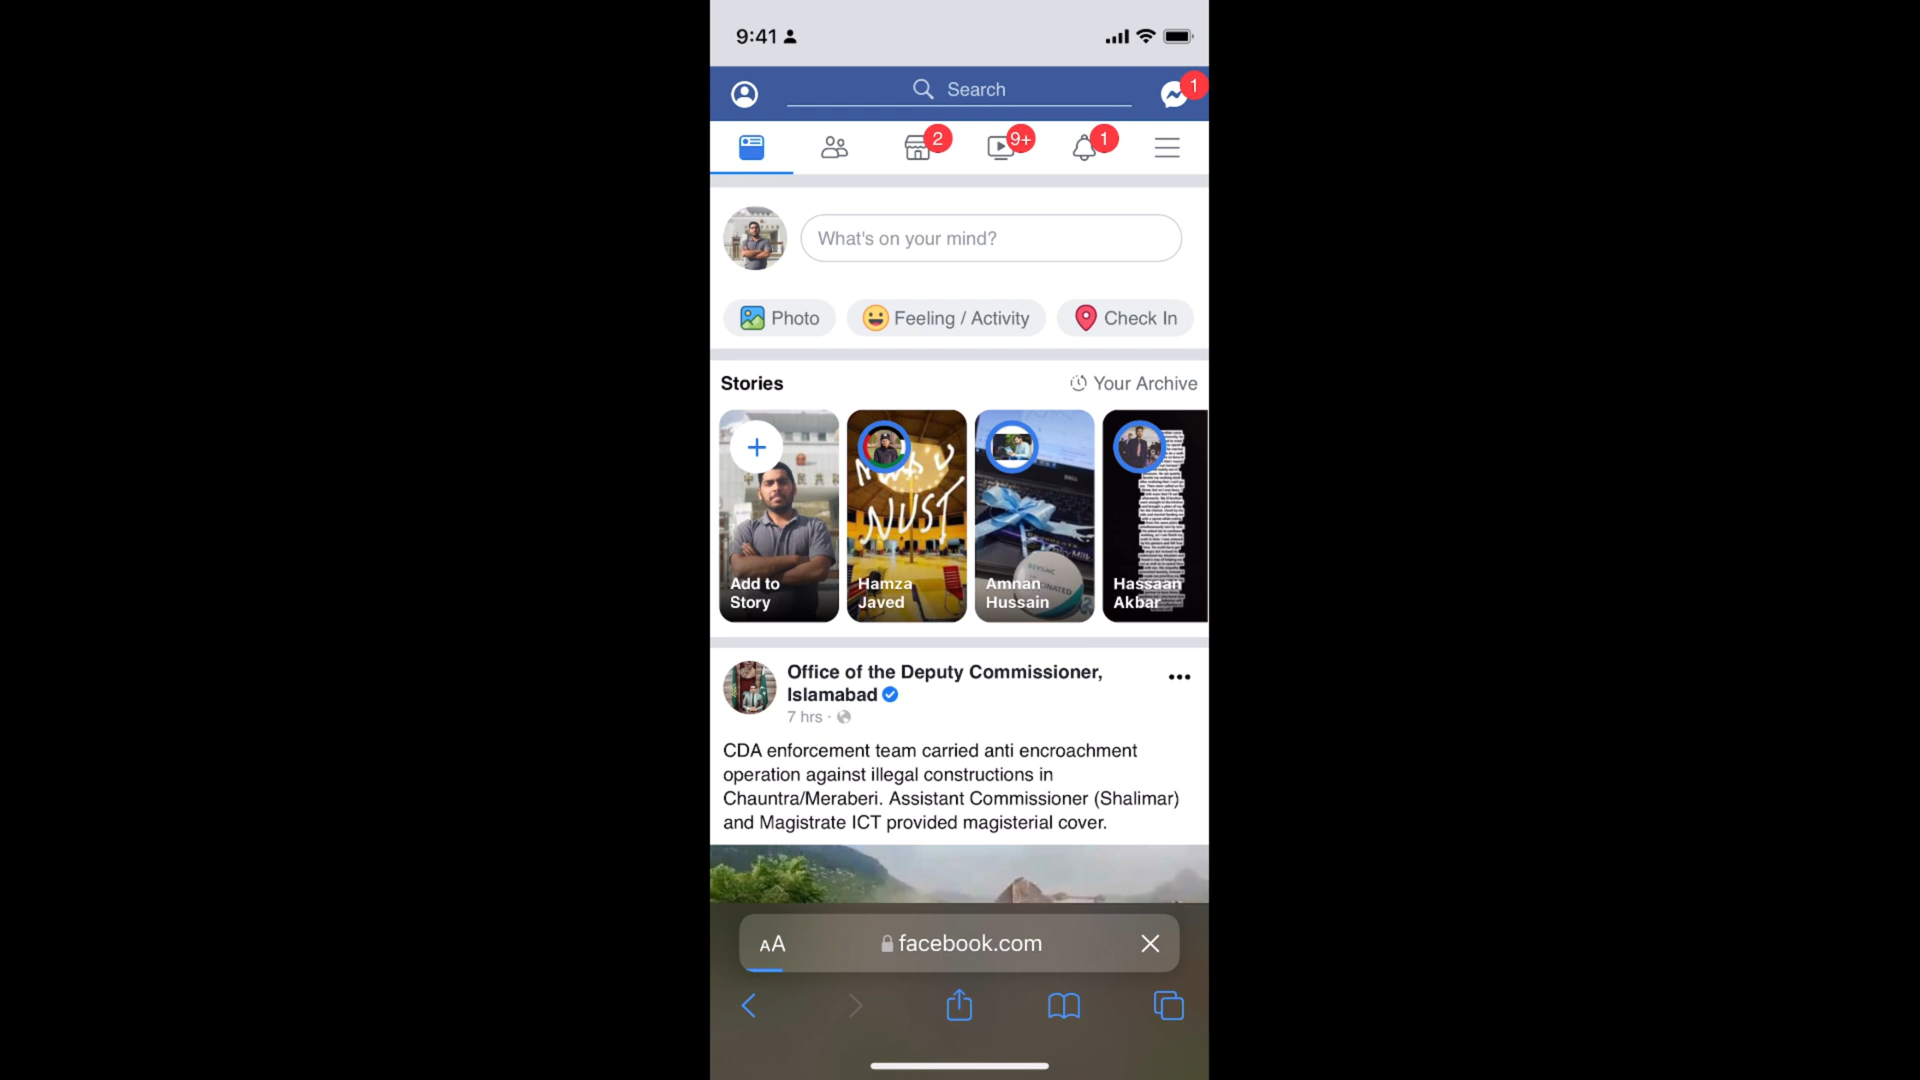 9:41
Search
1
2
9+
1
What's on your mind?
Photo
Feeling / Activity
Check In
Stories
Your Archive
Add to
Story
NUST
Hamza
Javed
DELL
Amnan
Hussain
Hassaan
Akbar
Office of the Deputy Commissioner,
Islamabad
7 hrs ·
CDA enforcement team carried anti encroachment
operation against illegal constructions in
Chauntra/Meraberi. Assistant Commissioner (Shalimar)
and Magistrate ICT provided magisterial cover.
AA
facebook.com